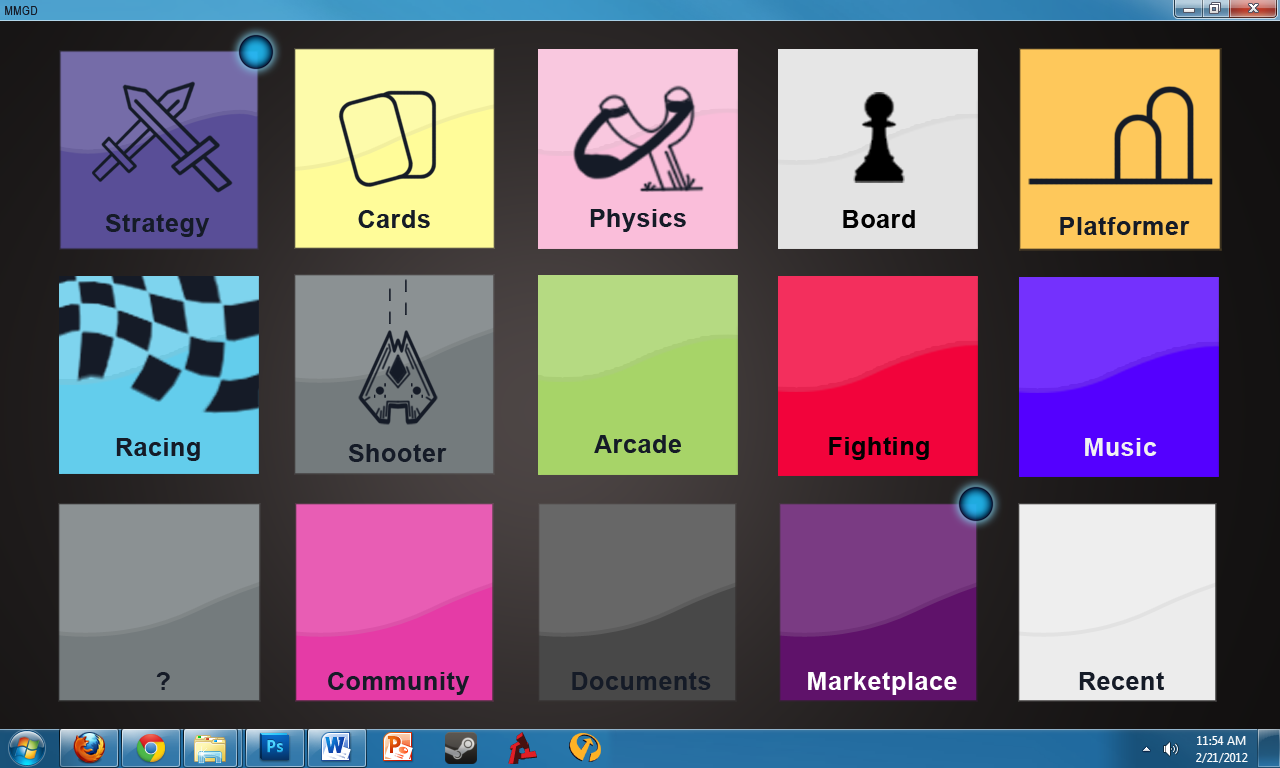 MMGD
Strategy
Cards
Physics
Board
Platformer
Racing
Shooter
Arcade
Fighting
Music
?
Community
Documents
Marketplace
Recent
Ps
W
P
11:54 AM
2/21/2012